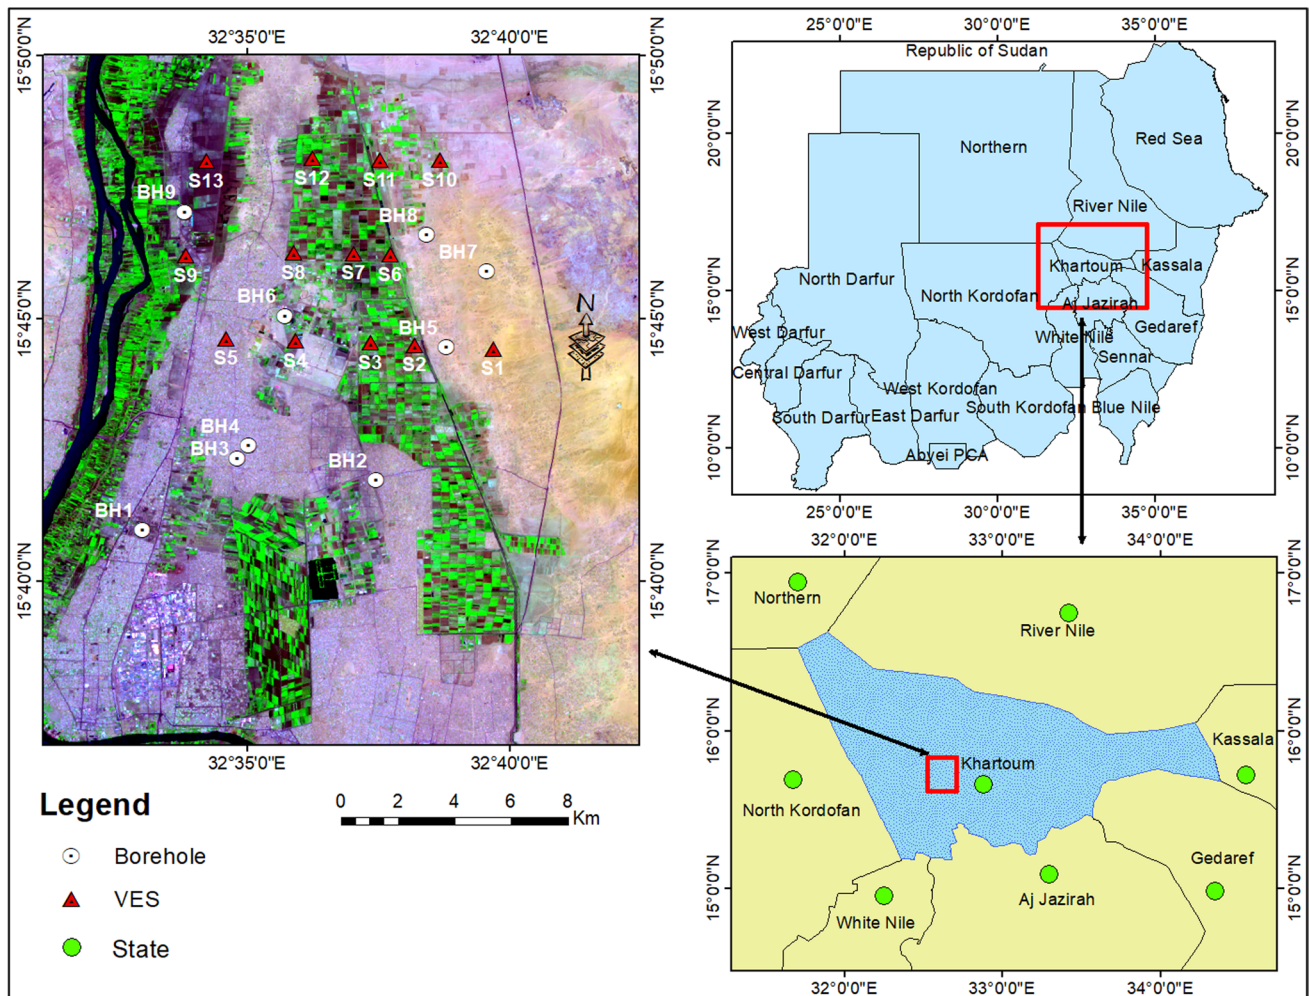 32°35'0"E
32°40'0"E
15°50'0"N
15°50'0"N
S13
S12
S11
S10
BH9
BH8
BH7
S9
S8
S7
S6
BH6
BH5
N
15°45'0"N
15°45'0"N
S5
S4
S3
S2
S1
BH4
BH3
BH2
BH1
15°40'0"N
15°40'0"N
32°35'0"E
32°40'0"E
Legend
Borehole
VES
State
0 2 4 6 8
Km
25°0'0"E
30°0'0"E
35°0'0"E
Republic of Sudan
20°0'0"N
20°0'0"N
Northern
Red Sea
River Nile
Khartoum
Kassala
North Darfur
North Kordofan
Aj Jazirah
15°0'0"N
15°0'0"N
West Darfur
White Nile
Gedaref
Sennar
Central Darfur
West Kordofan
South Darfur
East Darfur
South Kordofan
Blue Nile
Abyei PCA
10°0'0"N
10°0'0"N
25°0'0"E
30°0'0"E
35°0'0"E
32°0'0"E
33°0'0"E
34°0'0"E
17°0'0"N
17°0'0"N
Northern
River Nile
16°0'0"N
16°0'0"N
Kassala
Khartoum
North Kordofan
Gedaref
15°0'0"N
15°0'0"N
Aj Jazirah
White Nile
32°0'0"E
33°0'0"E
34°0'0"E